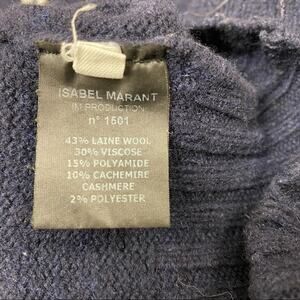 ISABEL MARANT
IM PRODUCTION
n° 1501
43% LAINE WOOL
30% VISCOSE
15% POLYAMIDE
10% CACHEMIRE
CASHMERE
2% POLYESTER